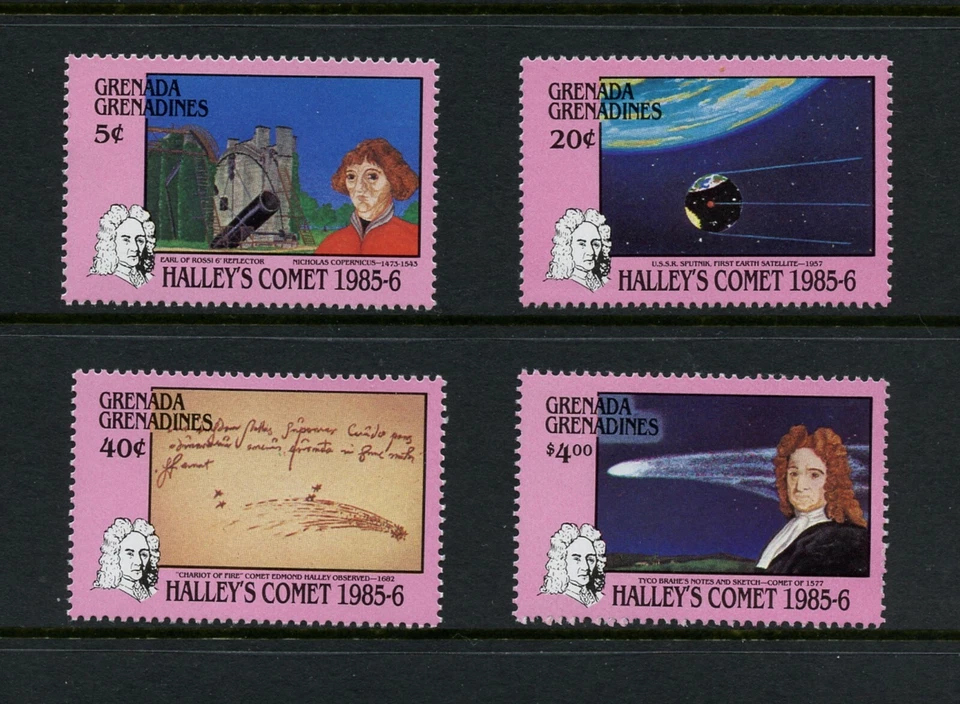 GRENADA
GRENADINES
5¢
EARL OF ROSSI 6' REFLECTOR
NICHOLAS COPERNICUS—1473-1543
HALLEY'S COMET 1985-6
GRENADA
GRENADINES
20¢
U.S.S.R. SPUTNIK, FIRST EARTH SATELLITE—1957
HALLEY'S COMET 1985-6
GRENADA
GRENADINES
40¢
"CHARIOT OF FIRE" COMET EDMOND HALLEY OBSERVED—1682
HALLEY'S COMET 1985-6
GRENADA
GRENADINES
$4.00
TYCO BRAHE'S NOTES AND SKETCH—COMET OF 1577
HALLEY'S COMET 1985-6